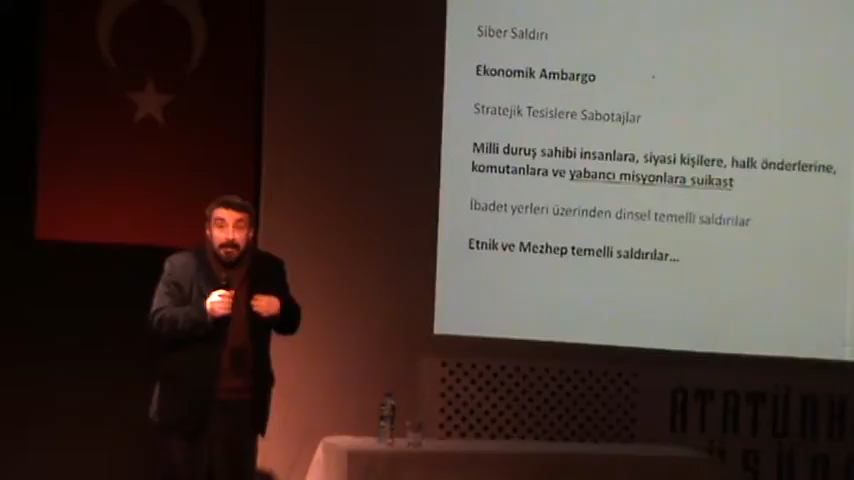 Siber Saldırı
Ekonomik Ambargo
Stratejik Tesislere Sabotajlar
Milli duruş sahibi insanlara, siyasi kişilere, halk önderlerine,
komutanlara ve yabancı misyonlara suikast
İbadet yerleri üzerinden dinsel temelli saldırılar
Etnik ve Mezhep temelli saldırılar...
ATATÜRK